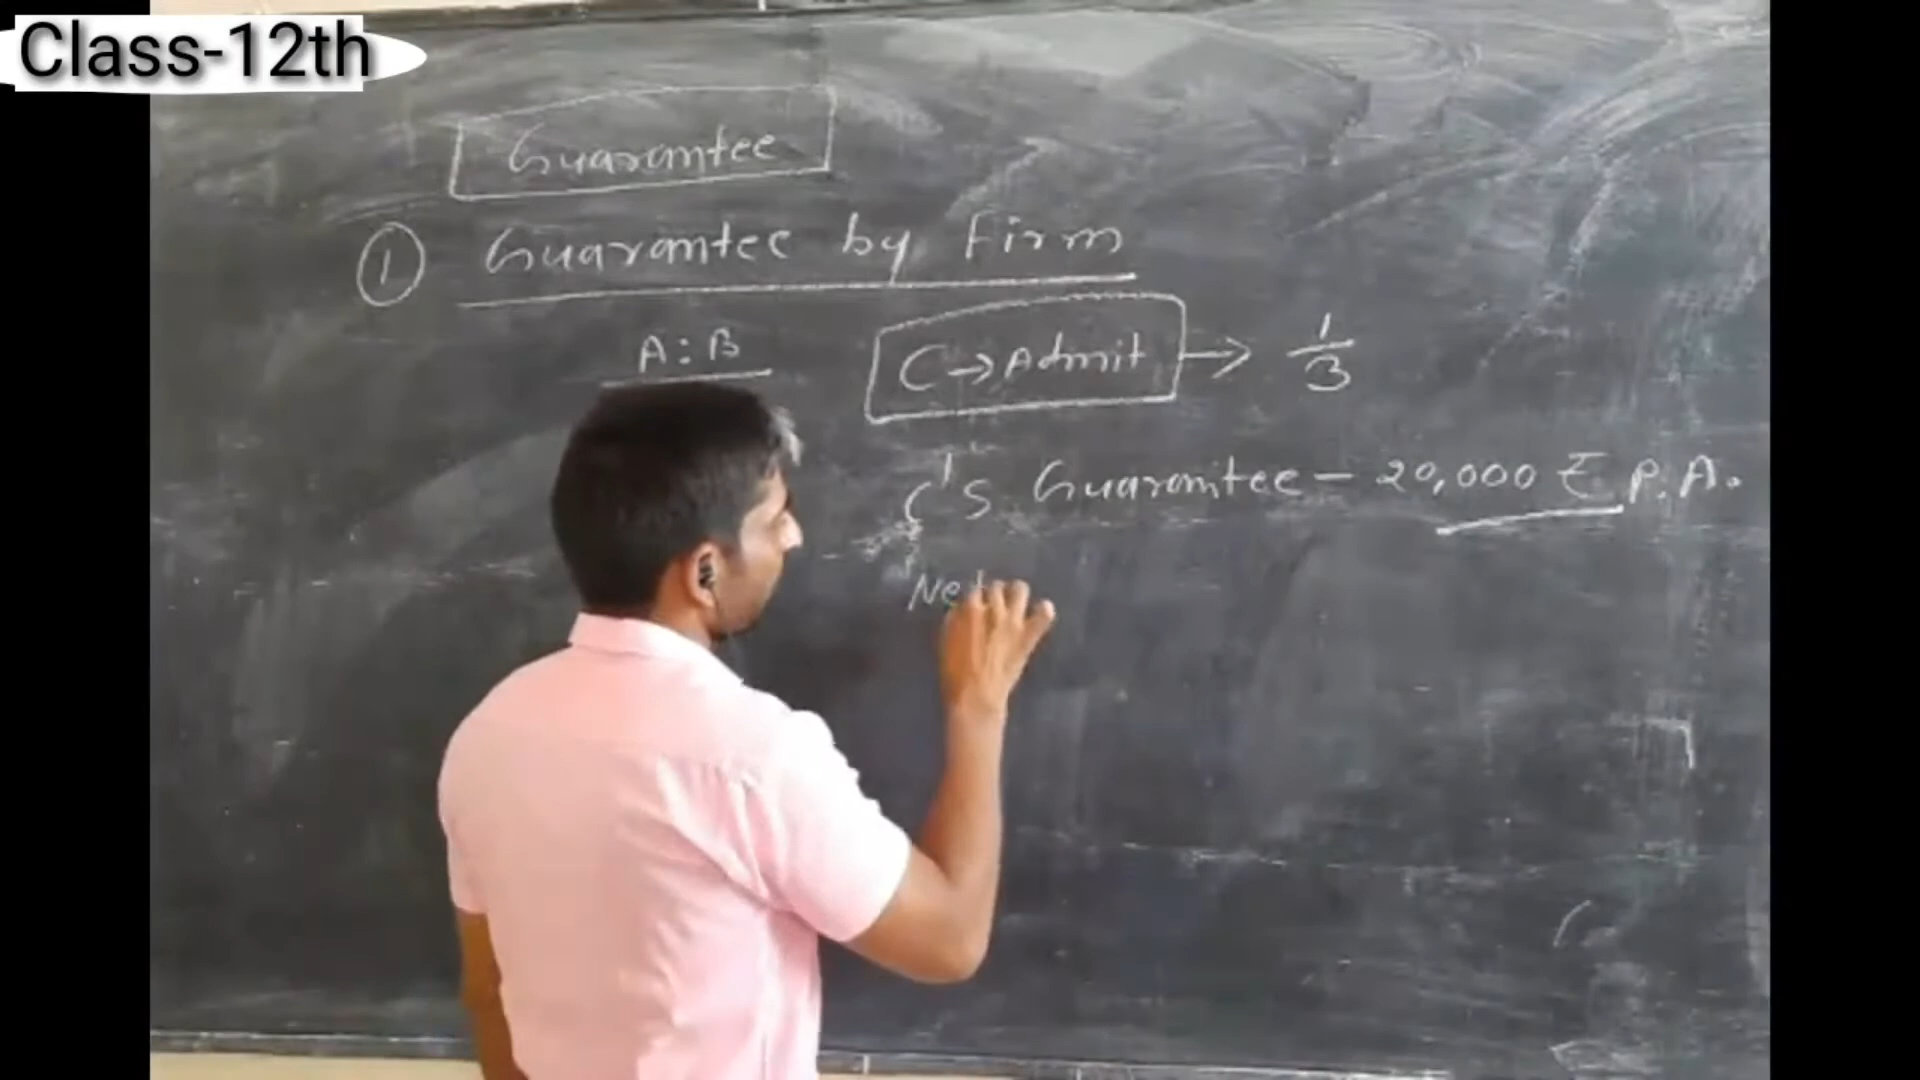 Class-12th
Guarantee
① Guarantee by Firm
A : B C → Admit → 1/3
C's Guarantee - 20,000 ₹ P.A.
Net